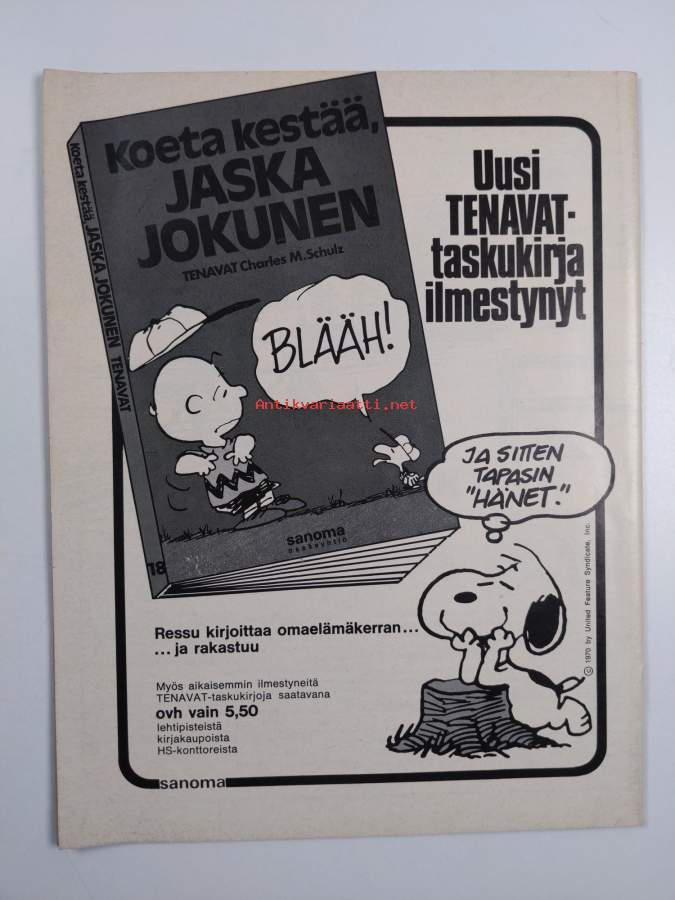 Koeta kestää,
JASKA
JOKUNEN
TENAVAT Charles M. Schulz
Koeta kestää, JASKA JOKUNEN TENAVAT
BLÄÄH!
Antikvariaatti.net
sanoma
osakeyhtiö
18
Uusi
TENAVAT-
taskukirja
ilmestynyt
JA SITTEN
TAPASIN
"HÄNET."
© 1970 by United Feature Syndicate, Inc.
Ressu kirjoittaa omaelämäkerran...
... ja rakastuu
Myös aikaisemmin ilmestyneitä
TENAVAT-taskukirjoja saatavana
ovh vain 5,50
lehtipisteistä
kirjakaupoista
HS-konttoreista
sanoma